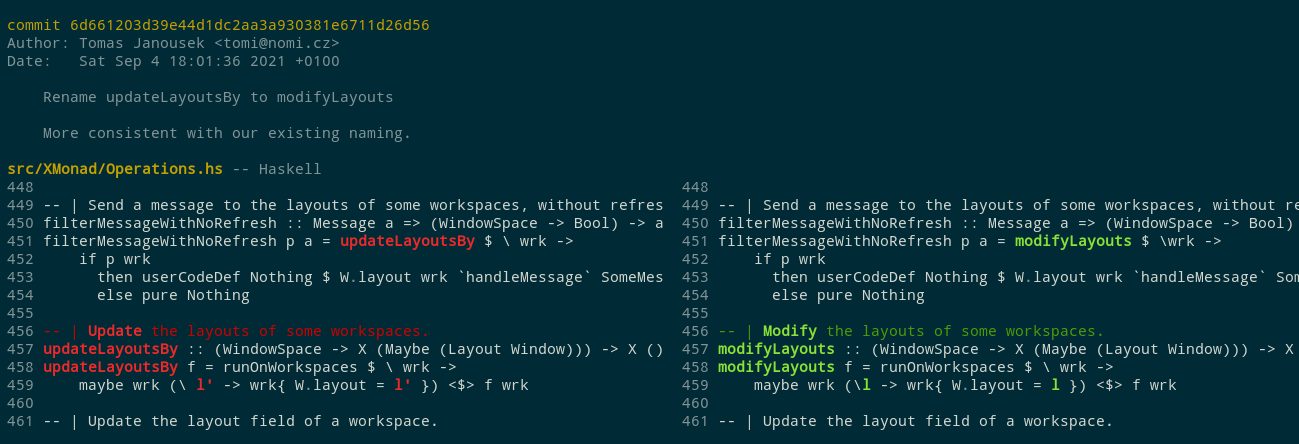 commit 6d661203d39e44d1dc2aa3a930381e6711d26d56
Author: Tomas Janousek <tomi@nomi.cz>
Date:   Sat Sep 4 18:01:36 2021 +0100
    Rename updateLayoutsBy to modifyLayouts
    More consistent with our existing naming.
src/XMonad/Operations.hs -- Haskell
448                                                                        448
449 -- | Send a message to the layouts of some workspaces, without refres  449 -- | Send a message to the layouts of some workspaces, without re
450 filterMessageWithNoRefresh :: Message a => (WindowSpace -> Bool) -> a  450 filterMessageWithNoRefresh :: Message a => (WindowSpace -> Bool)
451 filterMessageWithNoRefresh p a = updateLayoutsBy $ \ wrk ->            451 filterMessageWithNoRefresh p a = modifyLayouts $ \wrk ->
452     if p wrk                                                           452     if p wrk
453       then userCodeDef Nothing $ W.layout wrk `handleMessage` SomeMes  453       then userCodeDef Nothing $ W.layout wrk `handleMessage` Som
454       else pure Nothing                                                454       else pure Nothing
455                                                                        455
456 -- | Update the layouts of some workspaces.                            456 -- | Modify the layouts of some workspaces.
457 updateLayoutsBy :: (WindowSpace -> X (Maybe (Layout Window))) -> X ()  457 modifyLayouts :: (WindowSpace -> X (Maybe (Layout Window))) -> X
458 updateLayoutsBy f = runOnWorkspaces $ \ wrk ->                         458 modifyLayouts f = runOnWorkspaces $ \ wrk ->
459     maybe wrk (\ l' -> wrk{ W.layout = l' }) <$> f wrk                 459     maybe wrk (\l -> wrk{ W.layout = l }) <$> f wrk
460                                                                        460
461 -- | Update the layout field of a workspace.                           461 -- | Update the layout field of a workspace.